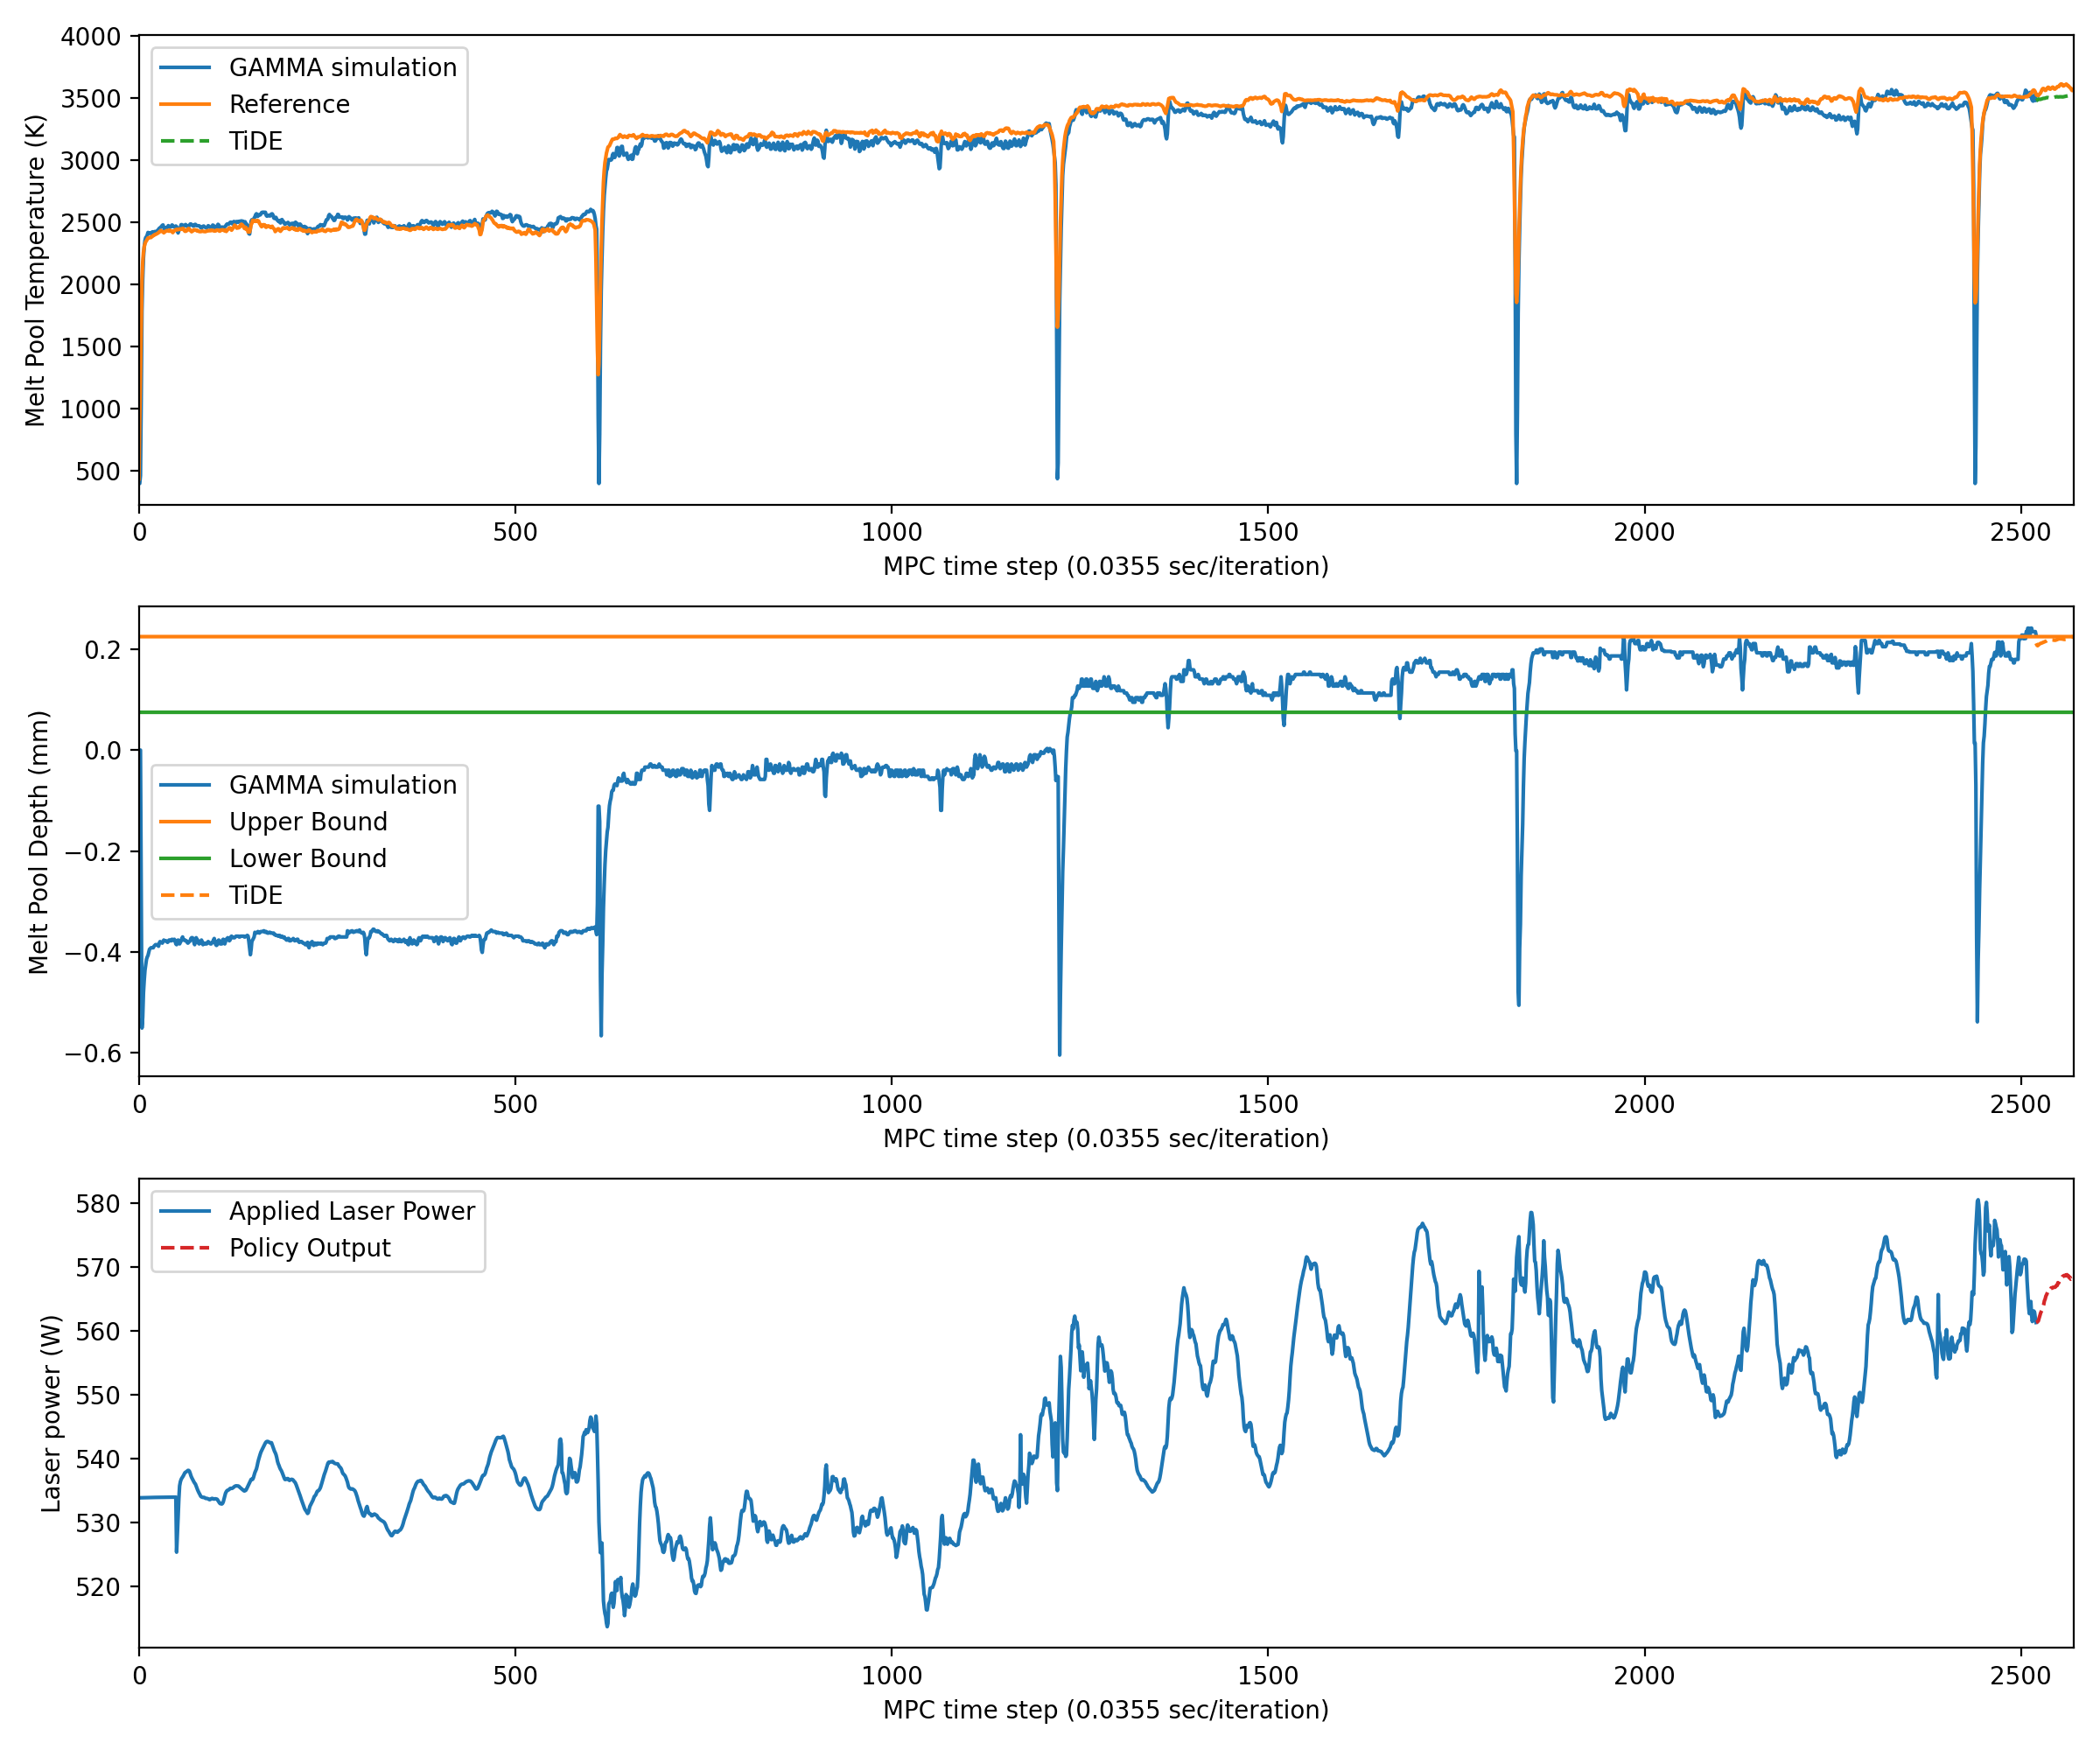 4000
3500
3000
2500
2000
1500
1000
500
Melt Pool Temperature (K)
GAMMA simulation
Reference
TiDE
0
500
1000
1500
2000
2500
MPC time step (0.0355 sec/iteration)
0.2
0.0
−0.2
−0.4
−0.6
Melt Pool Depth (mm)
GAMMA simulation
Upper Bound
Lower Bound
TiDE
0
500
1000
1500
2000
2500
MPC time step (0.0355 sec/iteration)
580
570
560
550
540
530
520
Laser power (W)
Applied Laser Power
Policy Output
0
500
1000
1500
2000
2500
MPC time step (0.0355 sec/iteration)